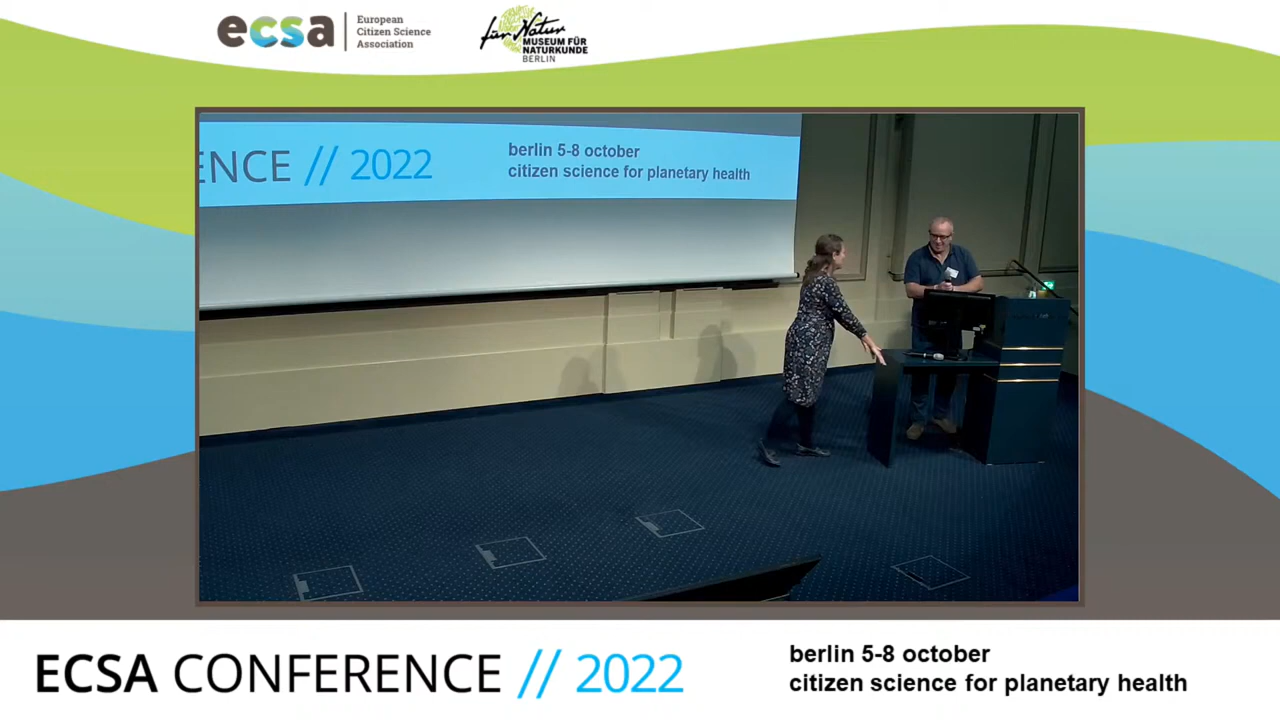 ecsa
European
Citizen Science
Association
für Natur
MUSEUM FÜR
NATURKUNDE
BERLIN
ENCE // 2022
berlin 5-8 october
citizen science for planetary health
ECSA CONFERENCE // 2022
berlin 5-8 october
citizen science for planetary health